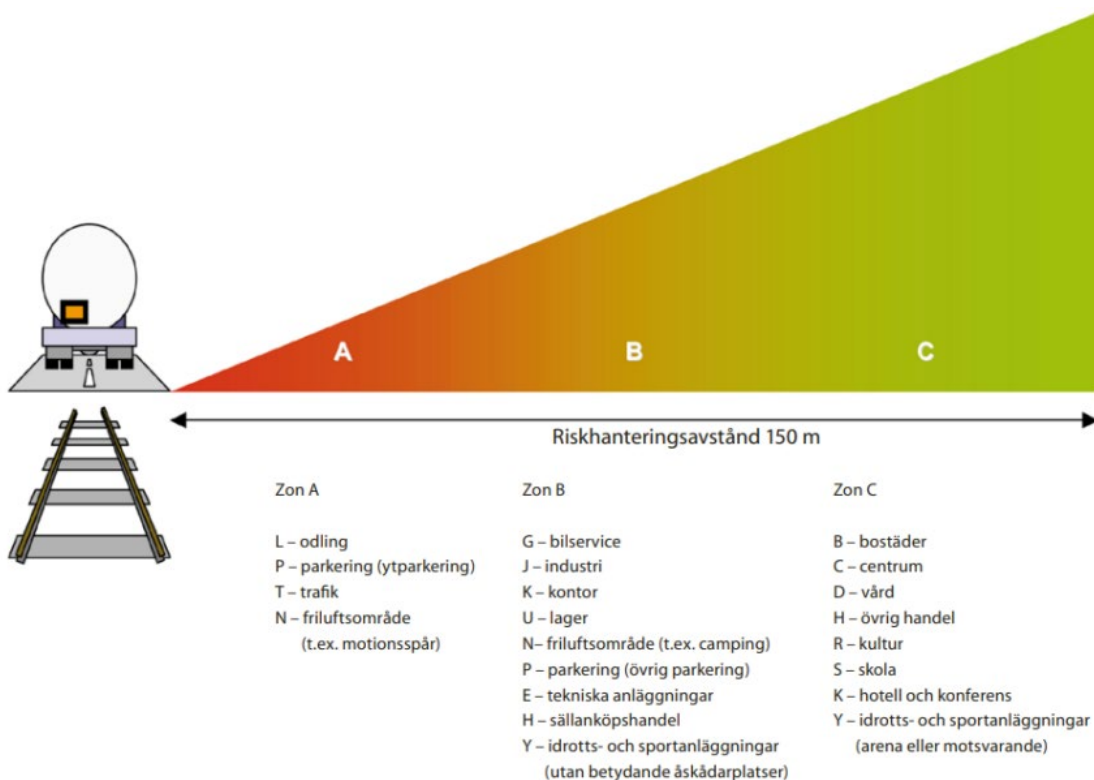 A
B
C
Riskhanteringsavstånd 150 m
Zon A
L – odling
P – parkering (ytparkering)
T – trafik
N – friluftsområde
(t.ex. motionsspår)
Zon B
G – bilservice
J – industri
K – kontor
U – lager
N– friluftsområde (t.ex. camping)
P – parkering (övrig parkering)
E – tekniska anläggningar
H – sällanköpshandel
Y – idrotts- och sportanläggningar
(utan betydande åskådarplatser)
Zon C
B – bostäder
C – centrum
D – vård
H – övrig handel
R – kultur
S – skola
K – hotell och konferens
Y – idrotts- och sportanläggningar
(arena eller motsvarande)